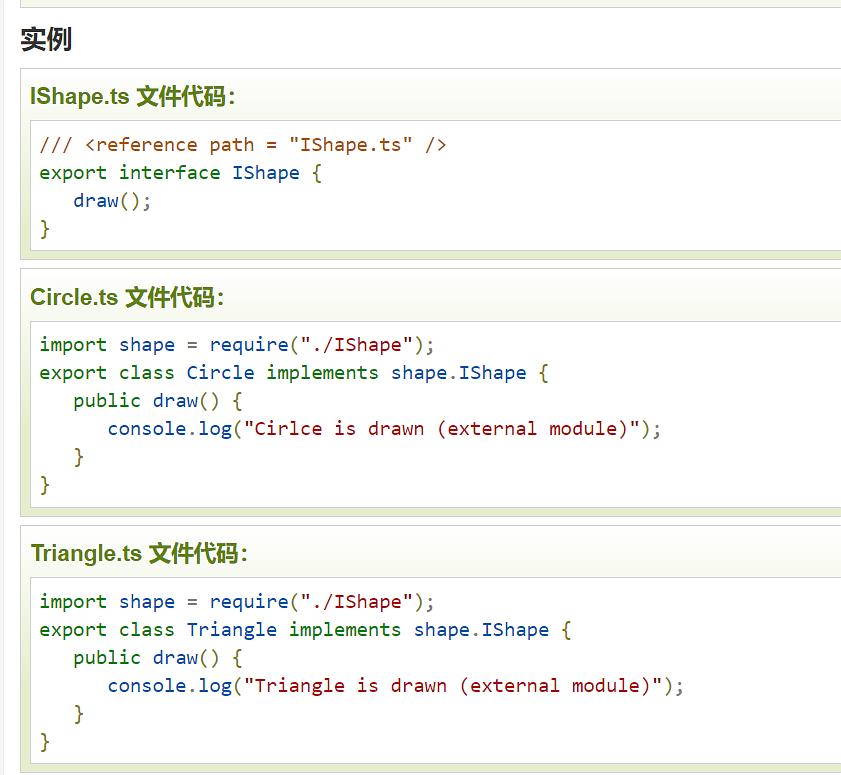 实例
IShape.ts 文件代码：
/// <reference path = "IShape.ts" />
export interface IShape {
   draw();
}
Circle.ts 文件代码：
import shape = require("./IShape");
export class Circle implements shape.IShape {
   public draw() {
      console.log("Cirlce is drawn (external module)");
   }
}
Triangle.ts 文件代码：
import shape = require("./IShape");
export class Triangle implements shape.IShape {
   public draw() {
      console.log("Triangle is drawn (external module)");
   }
}